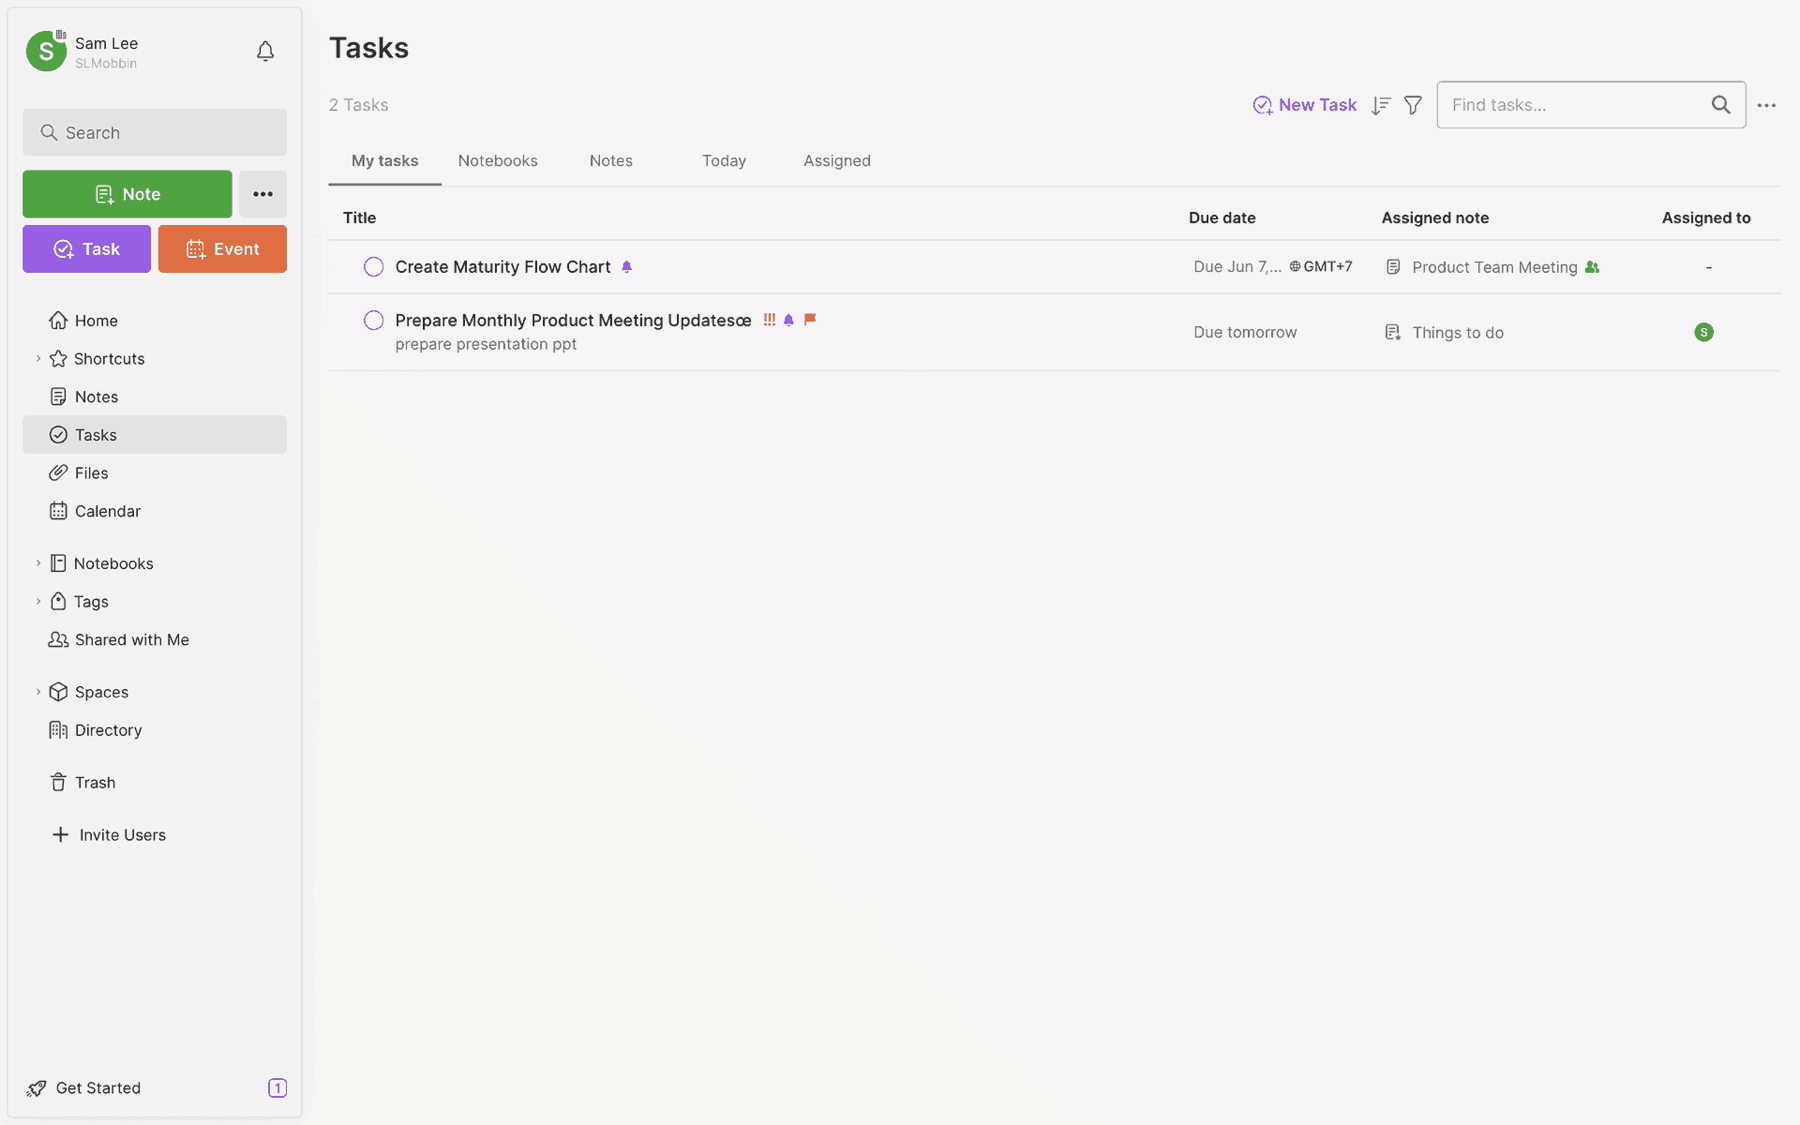 S
Sam Lee
SLMobbin
Search
Note
Task
Event
Home
Shortcuts
Notes
Tasks
Files
Calendar
Notebooks
Tags
Shared with Me
Spaces
Directory
Trash
Invite Users
Get Started
1
Tasks
2 Tasks
New Task
Find tasks...
My tasks Notebooks Notes Today Assigned
Title Due date Assigned note Assigned to
Create Maturity Flow Chart Due Jun 7,... GMT+7 Product Team Meeting -
Prepare Monthly Product Meeting Updatesœ !!!
prepare presentation ppt
Due tomorrow Things to do S